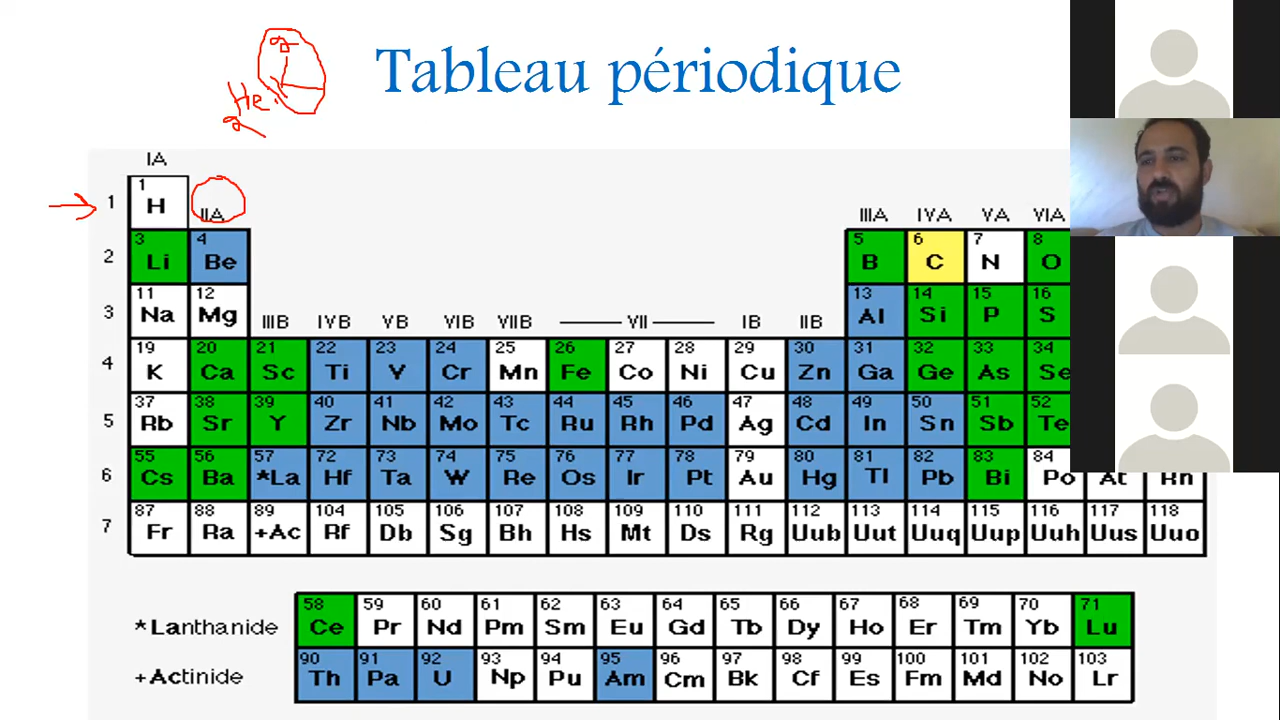 Tableau périodique
He
2
IA
1 1 H IIA IIIA IVA VA VIA
2 3 Li 4 Be 5 B 6 C 7 N 8 O
3 11 Na 12 Mg IIIB IVB VB VIB VIIB VII IB IIB 13 Al 14 Si 15 P 16 S
4 19 K 20 Ca 21 Sc 22 Ti 23 V 24 Cr 25 Mn 26 Fe 27 Co 28 Ni 29 Cu 30 Zn 31 Ga 32 Ge 33 As 34 Se
5 37 Rb 38 Sr 39 Y 40 Zr 41 Nb 42 Mo 43 Tc 44 Ru 45 Rh 46 Pd 47 Ag 48 Cd 49 In 50 Sn 51 Sb 52 Te
6 55 Cs 56 Ba 57 *La 72 Hf 73 Ta 74 W 75 Re 76 Os 77 Ir 78 Pt 79 Au 80 Hg 81 Tl 82 Pb 83 Bi 84 Po At Rn
7 87 Fr 88 Ra 89 +Ac 104 Rf 105 Db 106 Sg 107 Bh 108 Hs 109 Mt 110 Ds 111 Rg 112 Uub 113 Uut 114 Uuq 115 Uup 116 Uuh 117 Uus 118 Uuo
*Lanthanide 58 Ce 59 Pr 60 Nd 61 Pm 62 Sm 63 Eu 64 Gd 65 Tb 66 Dy 67 Ho 68 Er 69 Tm 70 Yb 71 Lu
+Actinide 90 Th 91 Pa 92 U 93 Np 94 Pu 95 Am 96 Cm 97 Bk 98 Cf 99 Es 100 Fm 101 Md 102 No 103 Lr